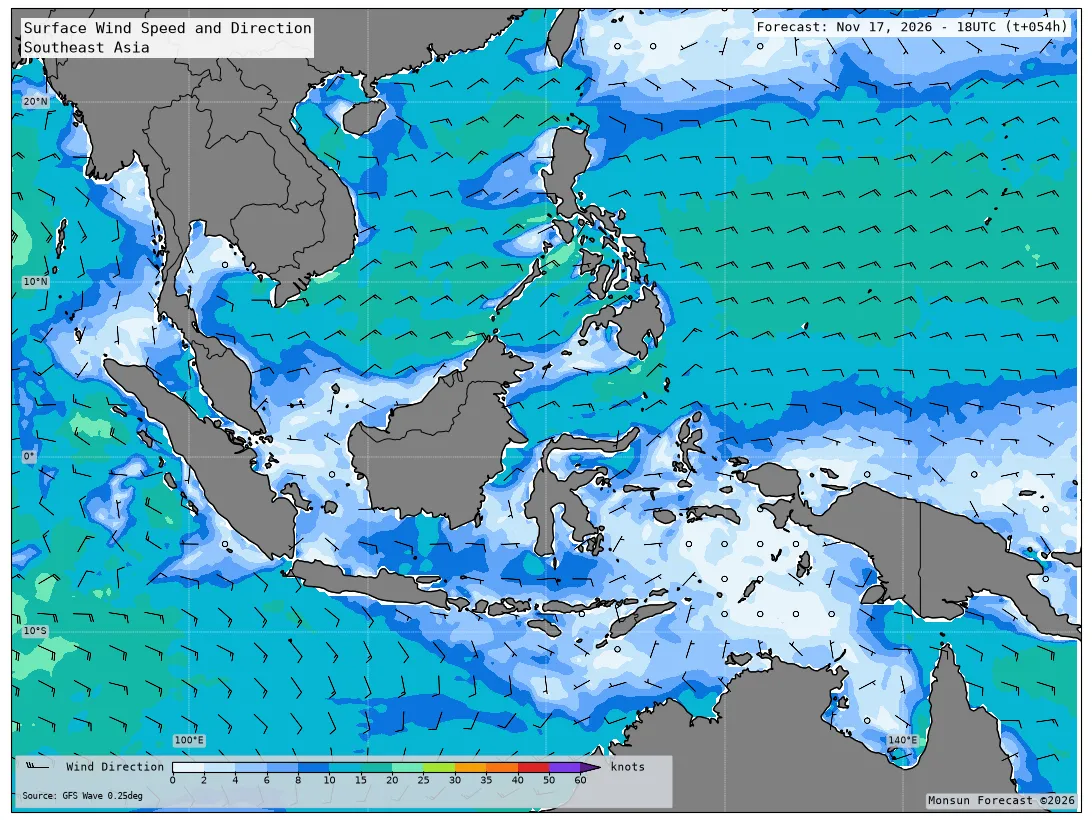 Surface Wind Speed and Direction
Southeast Asia
Forecast: Nov 17, 2026 - 18UTC (t+054h)
20°N
10°N
0°
10°S
100°E
140°E
Wind Direction
0 2 4 6 8 10 15 20 25 30 35 40 50 60
knots
Source: GFS Wave 0.25deg
Monsun Forecast ©2026